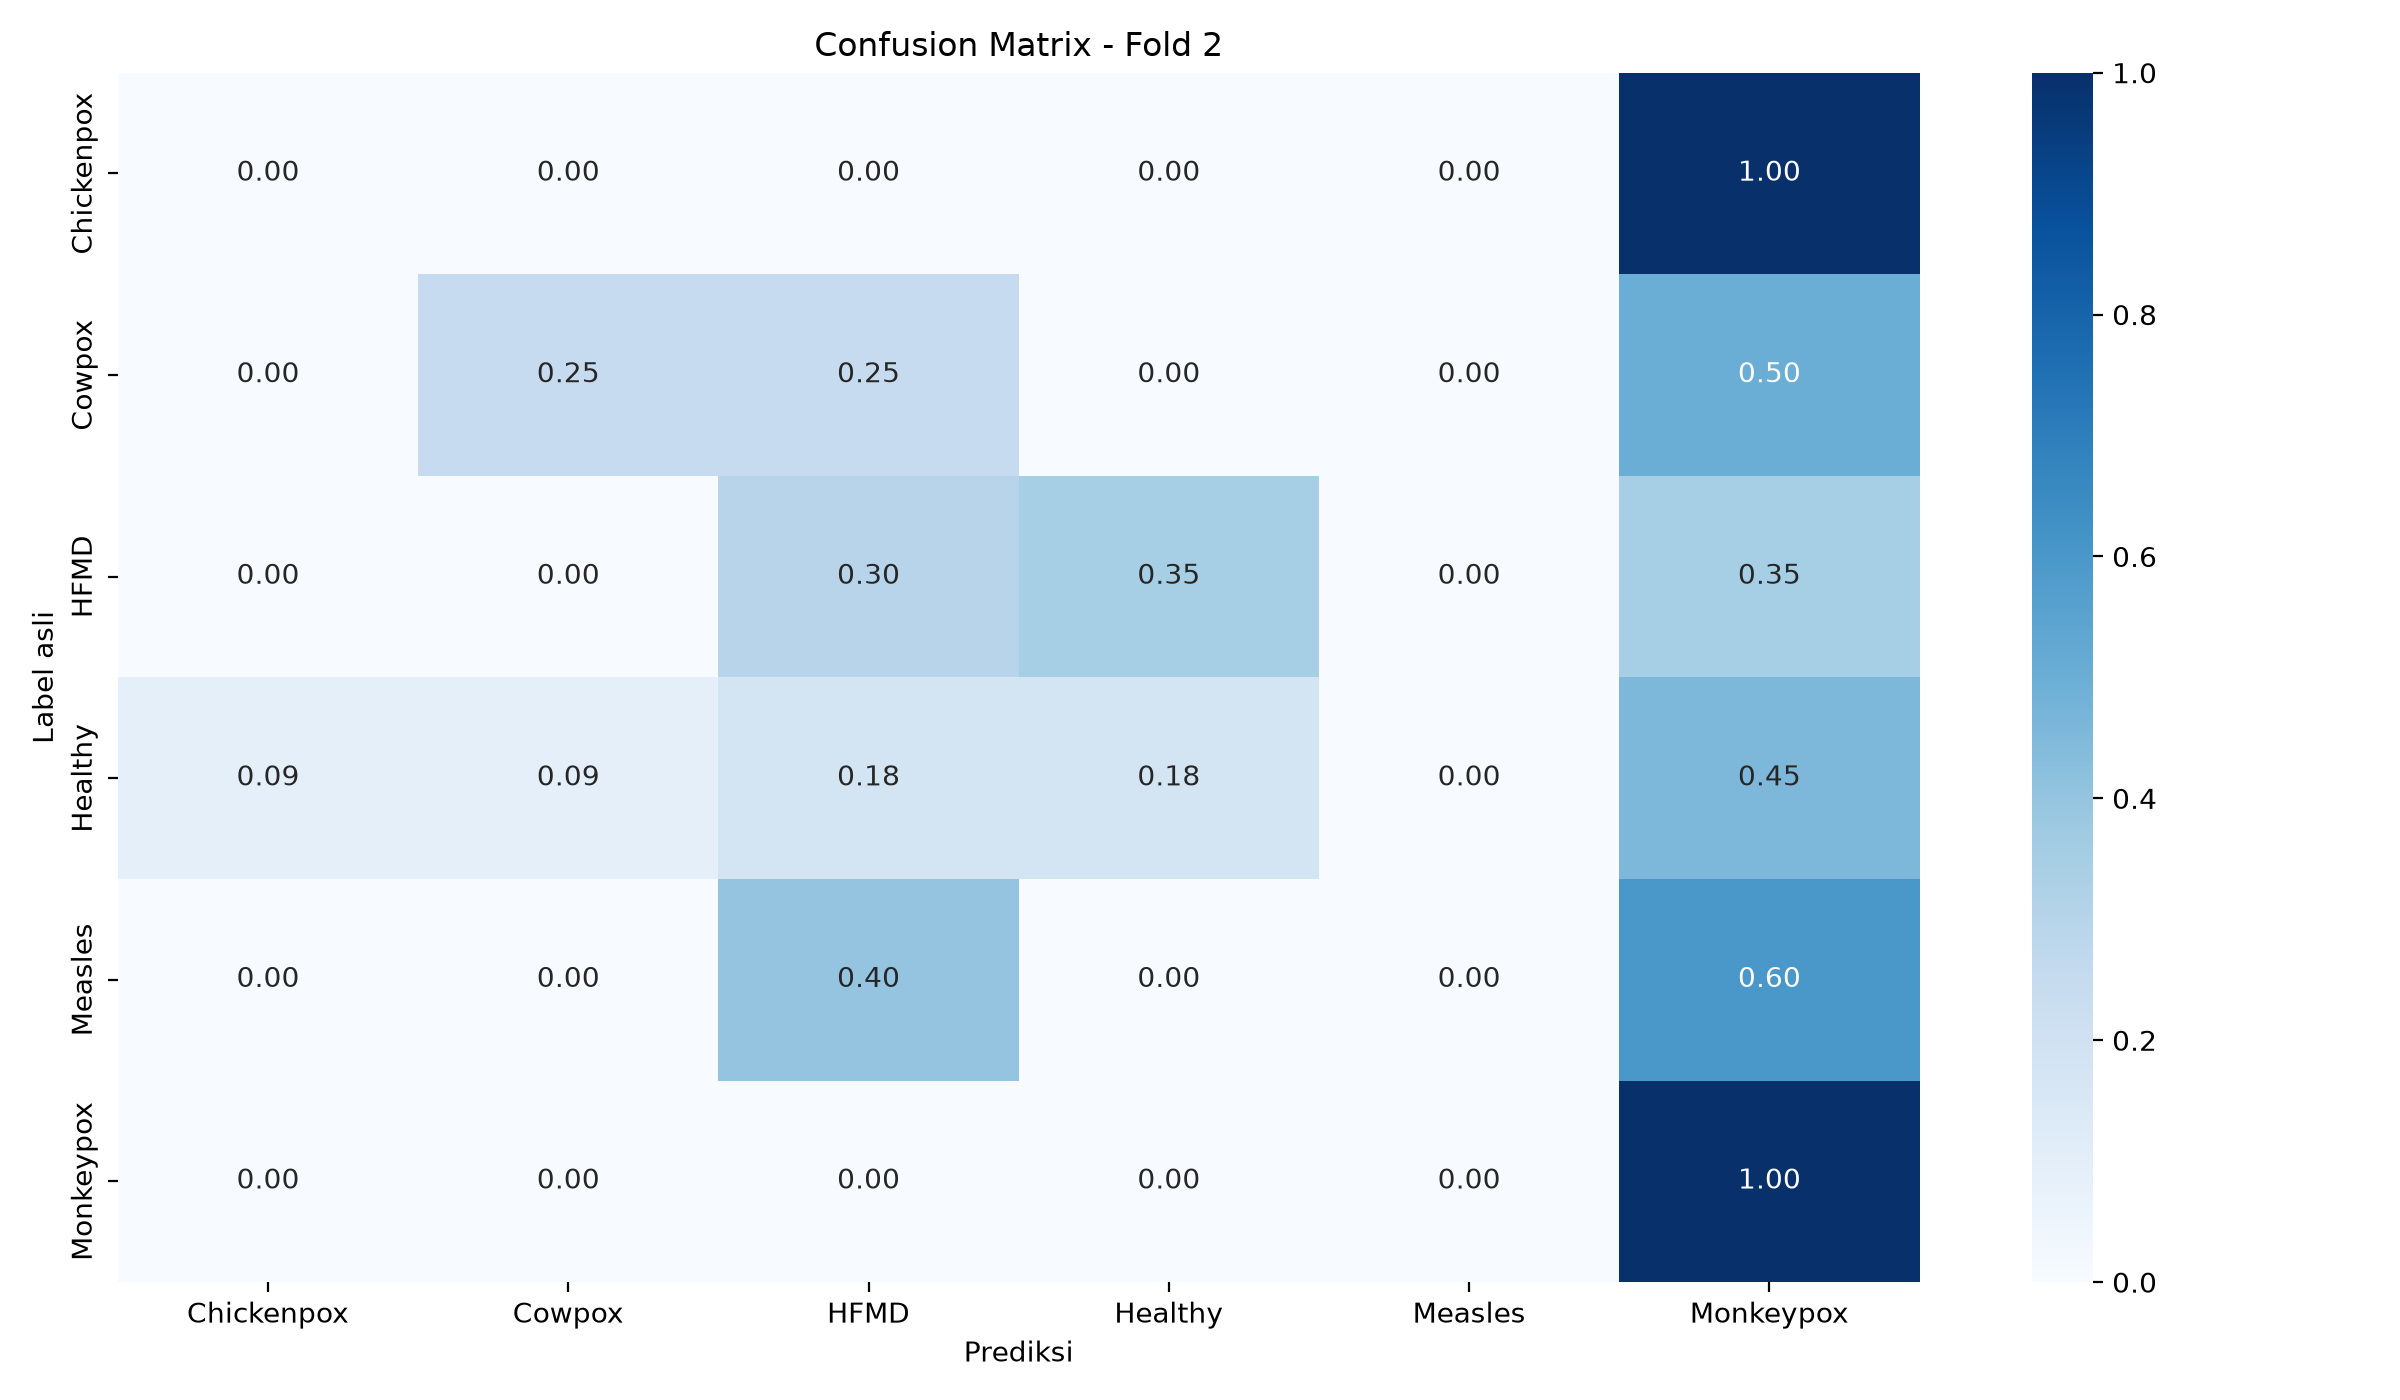 Confusion Matrix - Fold 2
Label asli
Chickenpox 0.00 0.00 0.00 0.00 0.00 1.00
Cowpox 0.00 0.25 0.25 0.00 0.00 0.50
HFMD 0.00 0.00 0.30 0.35 0.00 0.35
Healthy 0.09 0.09 0.18 0.18 0.00 0.45
Measles 0.00 0.00 0.40 0.00 0.00 0.60
Monkeypox 0.00 0.00 0.00 0.00 0.00 1.00
Chickenpox Cowpox HFMD Healthy Measles Monkeypox
Prediksi
1.0
0.8
0.6
0.4
0.2
0.0